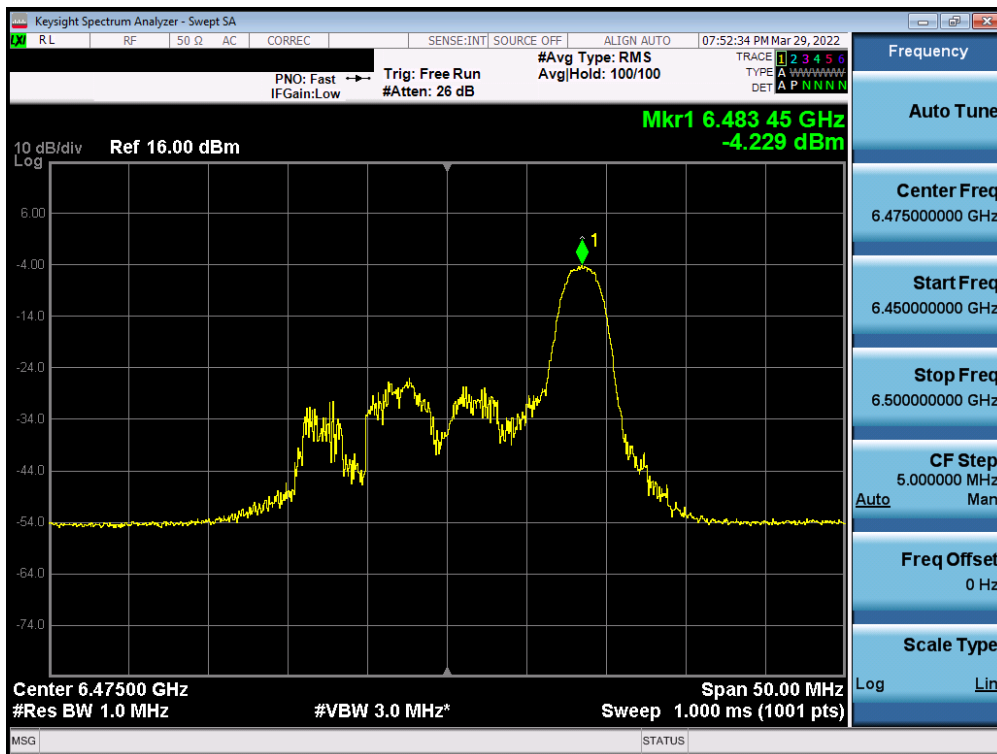 Keysight Spectrum Analyzer - Swept SA
LXI RL RF 50 Ω AC CORREC SENSE:INT SOURCE OFF ALIGN AUTO 07:52:34 PM Mar 29, 2022
#Avg Type: RMS
TRACE 1 2 3 4 5 6
PNO: Fast Trig: Free Run Avg|Hold: 100/100
TYPE A WWWWW
IFGain:Low #Atten: 26 dB
DET A P N N N N
Mkr1 6.483 45 GHz
-4.229 dBm
10 dB/div Ref 16.00 dBm
Log
1
6.00
-4.00
-14.0
-24.0
-34.0
-44.0
-54.0
-64.0
-74.0
Center 6.47500 GHz Span 50.00 MHz
#Res BW 1.0 MHz #VBW 3.0 MHz* Sweep 1.000 ms (1001 pts)
MSG STATUS
Frequency
Auto Tune
Center Freq
6.475000000 GHz
Start Freq
6.450000000 GHz
Stop Freq
6.500000000 GHz
CF Step
5.000000 MHz
Auto Man
Freq Offset
0 Hz
Scale Type
Log Lin